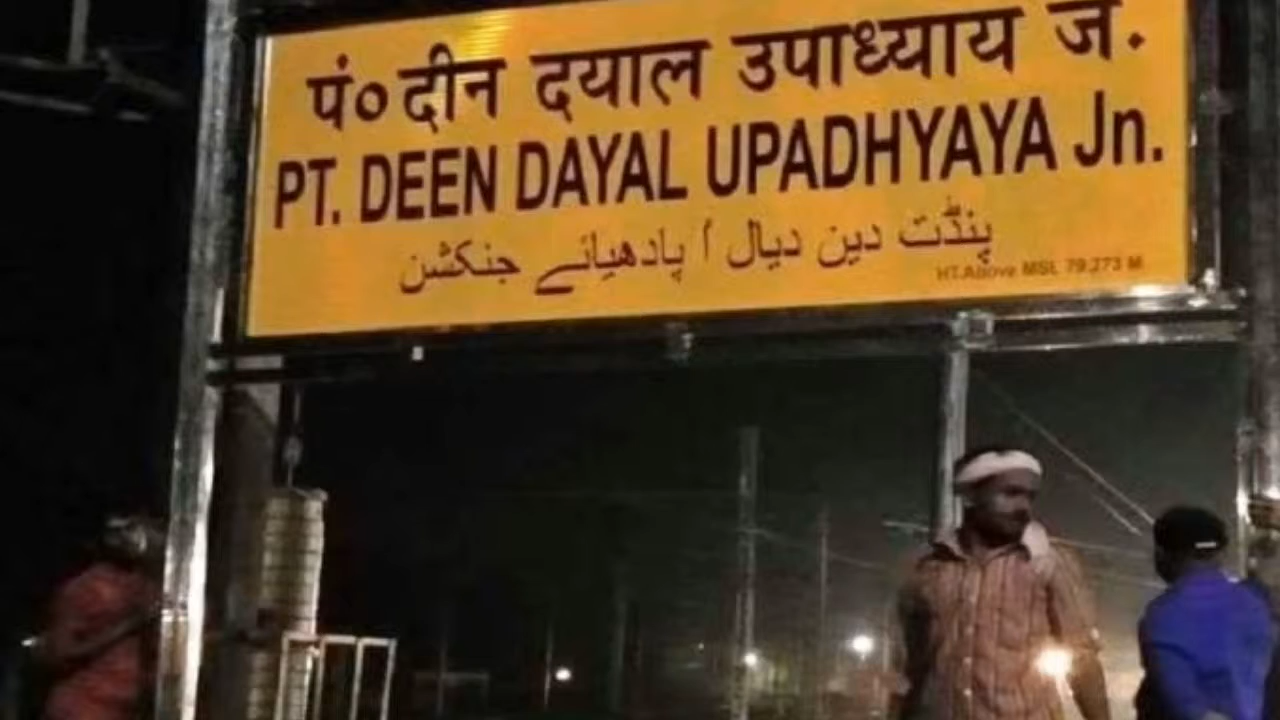 पं० दीन दयाल उपाध्याय जं.
PT. DEEN DAYAL UPADHYAYA Jn.
پنڈت دین دیال اُ پادھیائے جنکشن
HT.Above MSL 79.273 M